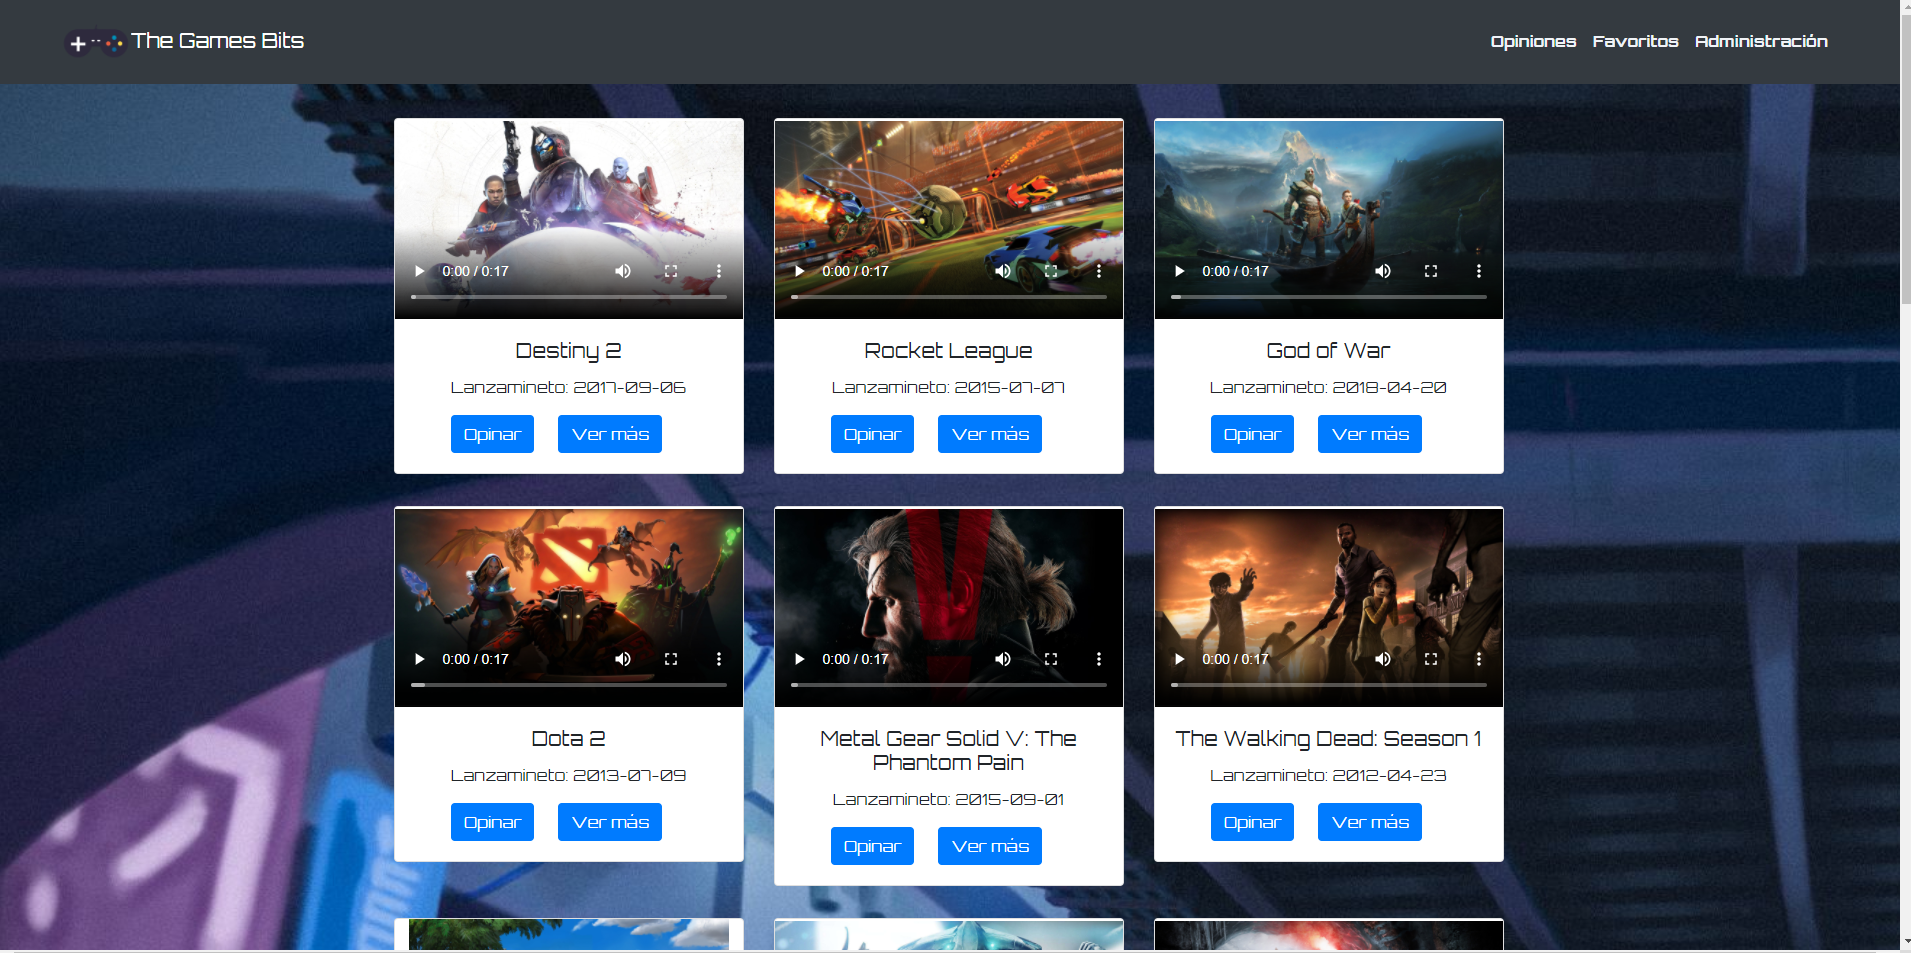 The Games Bits
Opiniones Favoritos Administración
0:00 / 0:17
0:00 / 0:17
0:00 / 0:17
Destiny 2
Lanzamineto: 2017-09-06
Opinar Ver más
Rocket League
Lanzamineto: 2015-07-07
Opinar Ver más
God of War
Lanzamineto: 2018-04-20
Opinar Ver más
0:00 / 0:17
0:00 / 0:17
0:00 / 0:17
Dota 2
Lanzamineto: 2013-07-09
Opinar Ver más
Metal Gear Solid V: The
Phantom Pain
Lanzamineto: 2015-09-01
Opinar Ver más
The Walking Dead: Season 1
Lanzamineto: 2012-04-23
Opinar Ver más